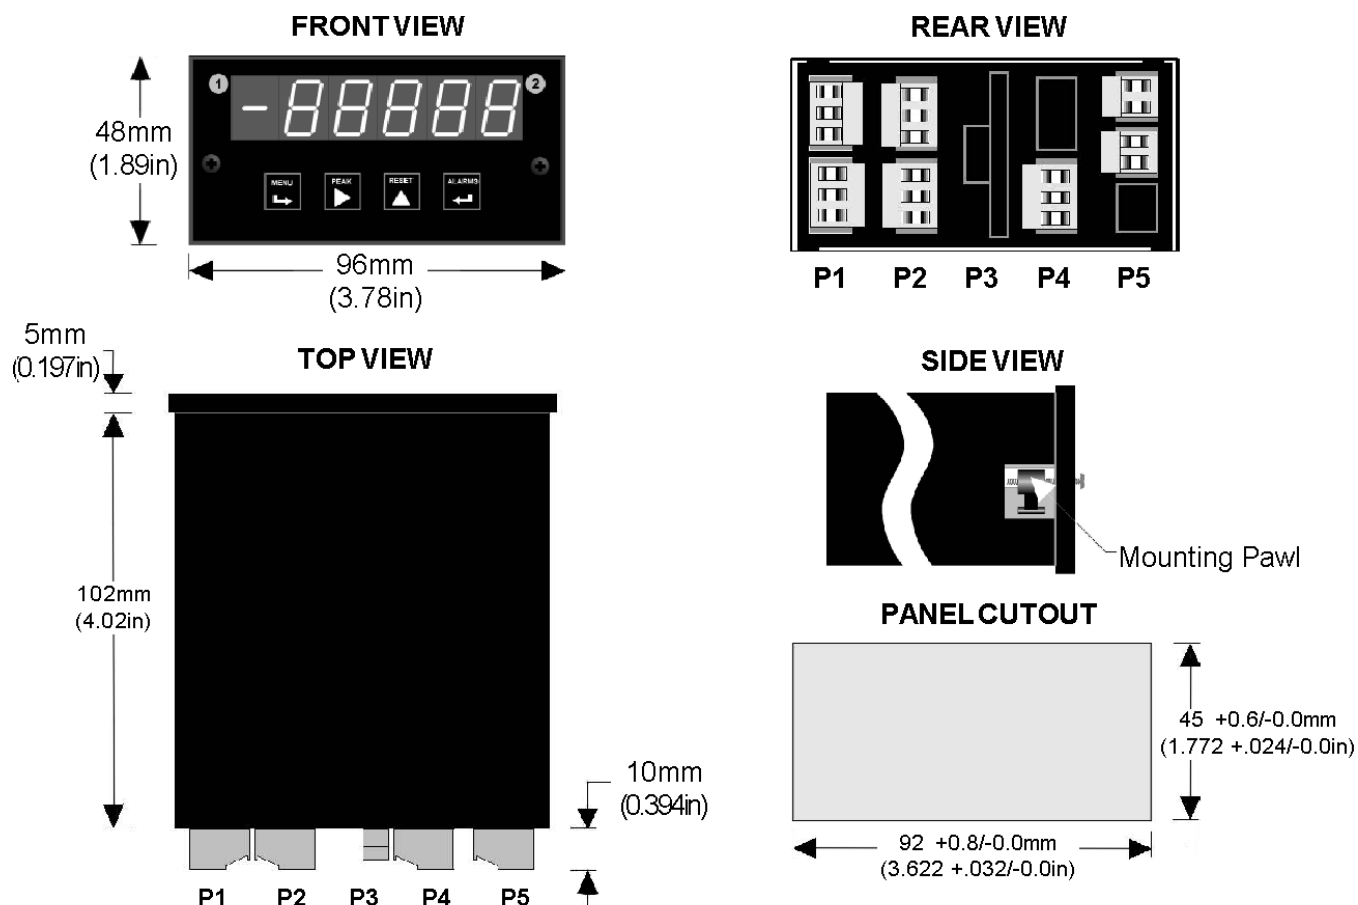 FRONT VIEW
1
2
-88888
MENU
PEAK
RESET
ALARMS
48mm
(1.89in)
96mm
(3.78in)
REAR VIEW
P1
P2
P3
P4
P5
TOP VIEW
5mm
(0.197in)
102mm
(4.02in)
10mm
(0.394in)
P1
P2
P3
P4
P5
SIDE VIEW
Mounting Pawl
PANEL CUTOUT
45 +0.6/-0.0mm
(1.772 +.024/-0.0in)
92 +0.8/-0.0mm
(3.622 +.032/-0.0in)